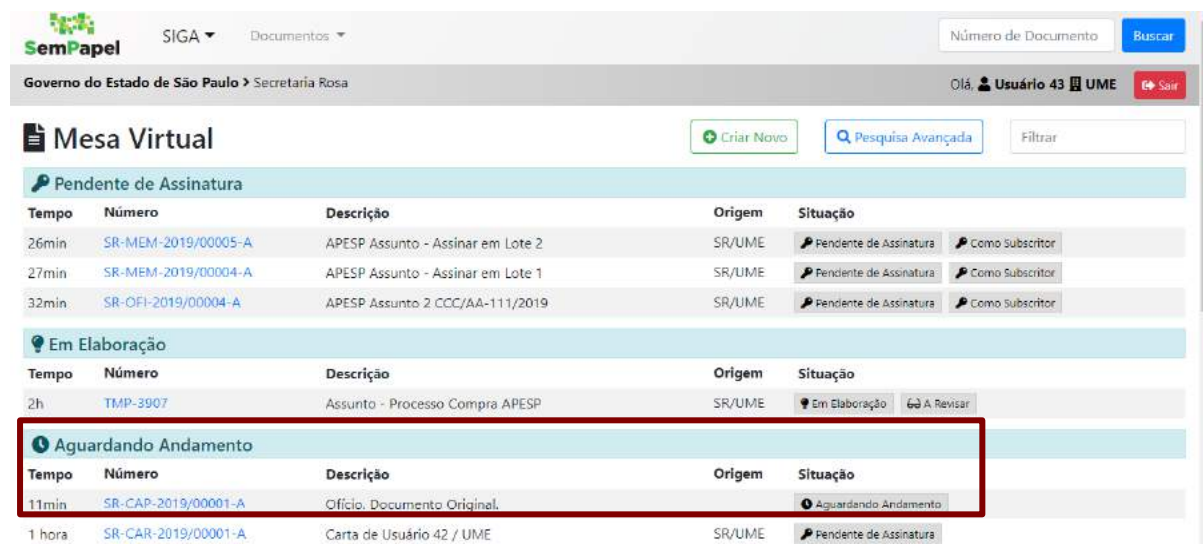 SemPapel SIGA Documentos Número de Documento Buscar
Governo do Estado de São Paulo > Secretaria Rosa Olá, Usuário 43 UME Sair
Mesa Virtual Criar Novo Pesquisa Avançada Filtrar
Pendente de Assinatura
Tempo Número Descrição Origem Situação
26min SR-MEM-2019/00005-A APESP Assunto - Assinar em Lote 2 SR/UME Pendente de Assinatura Como Subscritor
27min SR-MEM-2019/00004-A APESP Assunto - Assinar em Lote 1 SR/UME Pendente de Assinatura Como Subscritor
32min SR-OFI-2019/00004-A APESP Assunto 2 CCC/AA-111/2019 SR/UME Pendente de Assinatura Como Subscritor
Em Elaboração
Tempo Número Descrição Origem Situação
2h TMP-3907 Assunto - Processo Compra APESP SR/UME Em Elaboração A Revisar
Aguardando Andamento
Tempo Número Descrição Origem Situação
11min SR-CAP-2019/00001-A Ofício. Documento Original. Aguardando Andamento
1 hora SR-CAR-2019/00001-A Carta de Usuário 42 / UME SR/UME Pendente de Assinatura